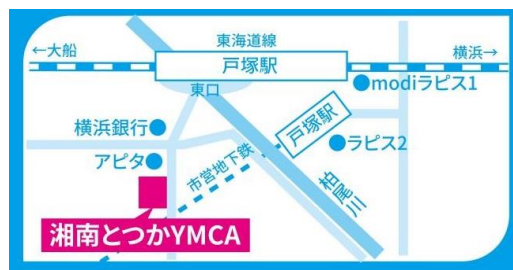 東海道線
←大船
横浜→
戸塚駅
東口
modiラピス1
横浜銀行
戸塚駅
ラピス2
アピタ
市営地下鉄
柏尾川
湘南とつかYMCA